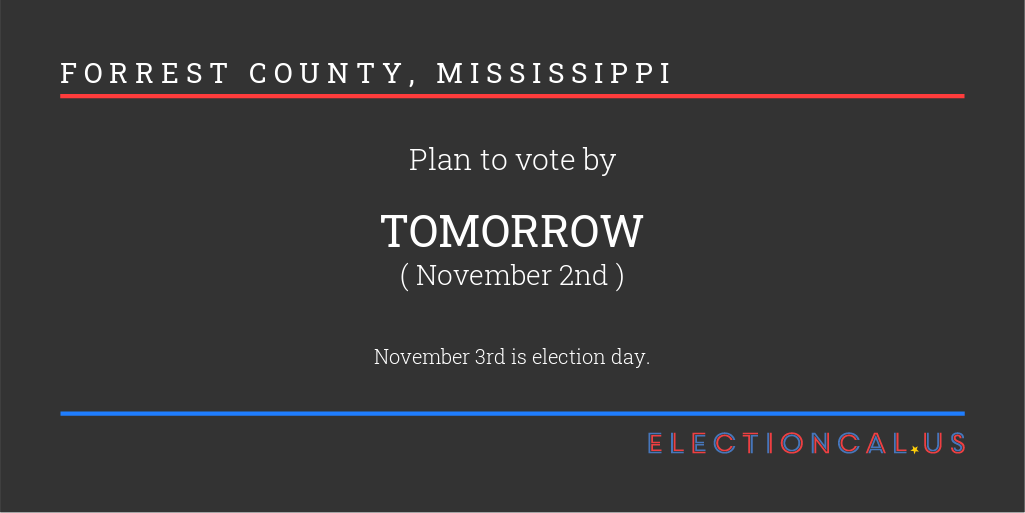 FORREST COUNTY, MISSISSIPPI
Plan to vote by
TOMORROW
( November 2nd )
November 3rd is election day.
ELECTIONCAL.US